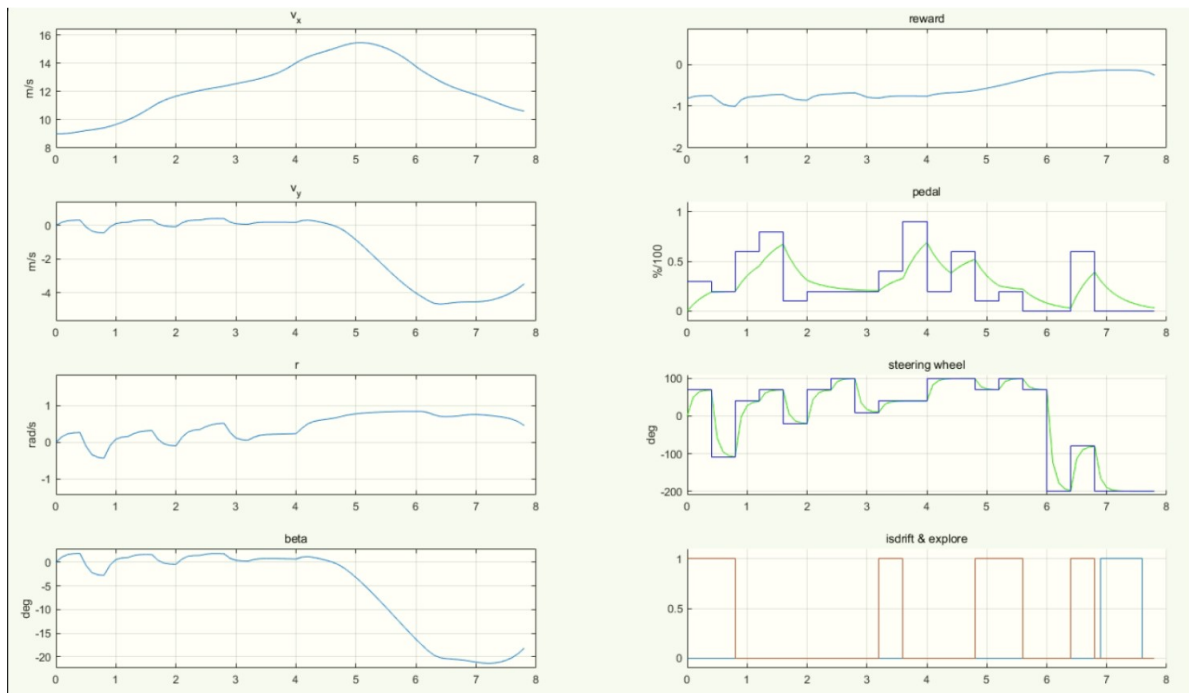 v_x
m/s
16
14
12
10
8
0 1 2 3 4 5 6 7 8
v_y
m/s
0
-2
-4
0 1 2 3 4 5 6 7 8
r
rad/s
1
0
-1
0 1 2 3 4 5 6 7 8
beta
deg
0
-5
-10
-15
-20
0 1 2 3 4 5 6 7 8
reward
0
-1
-2
0 1 2 3 4 5 6 7 8
pedal
%/100
1
0.5
0
0 1 2 3 4 5 6 7 8
steering wheel
deg
100
0
-100
-200
0 1 2 3 4 5 6 7 8
isdrift & explore
1
0.5
0
0 1 2 3 4 5 6 7 8